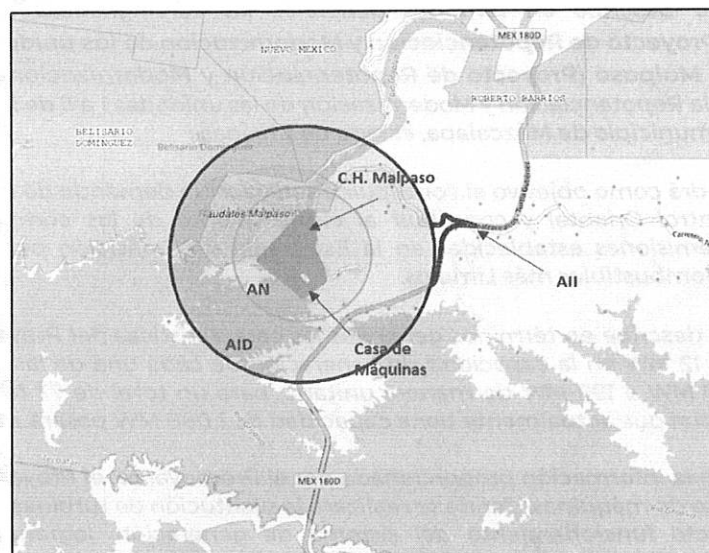 MEX 180D
NUEVO MEXICO
ROBERTO BARRIOS
BELISARIO
DOMINGUEZ
Belisario Domínguez
C.H. Malpaso
Raudales Malpaso
AII
AN
AID
Casa de
Máquinas
MEX 180D